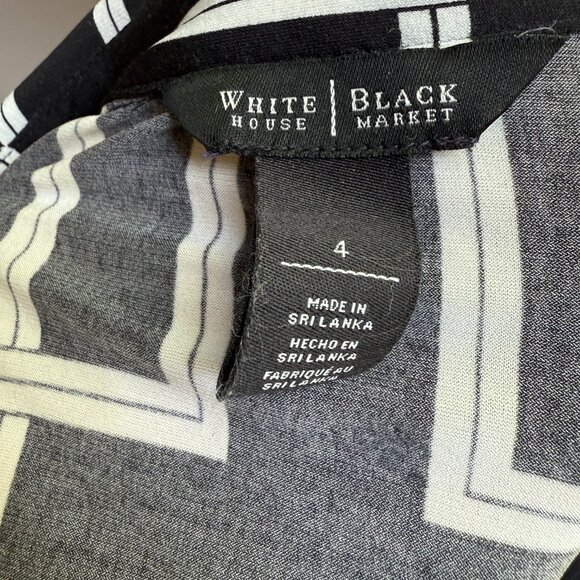 WHITE HOUSE | BLACK MARKET
4
MADE IN
SRI LANKA
HECHO EN
SRI LANKA
FABRIQUÉ AU
SRI LANKA